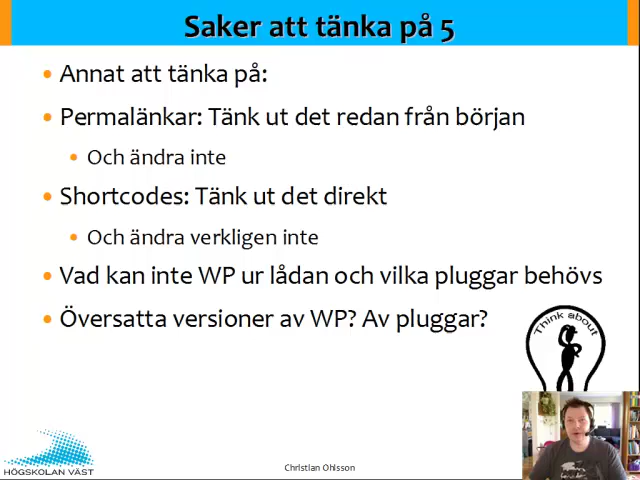 Saker att tänka på 5
Annat att tänka på:
Permalänkar: Tänk ut det redan från början
Och ändra inte
Shortcodes: Tänk ut det direkt
Och ändra verkligen inte
Vad kan inte WP ur lådan och vilka pluggar behövs
Översatta versioner av WP? Av pluggar?
Think about
HÖGSKOLAN VÄST
Christian Ohlsson